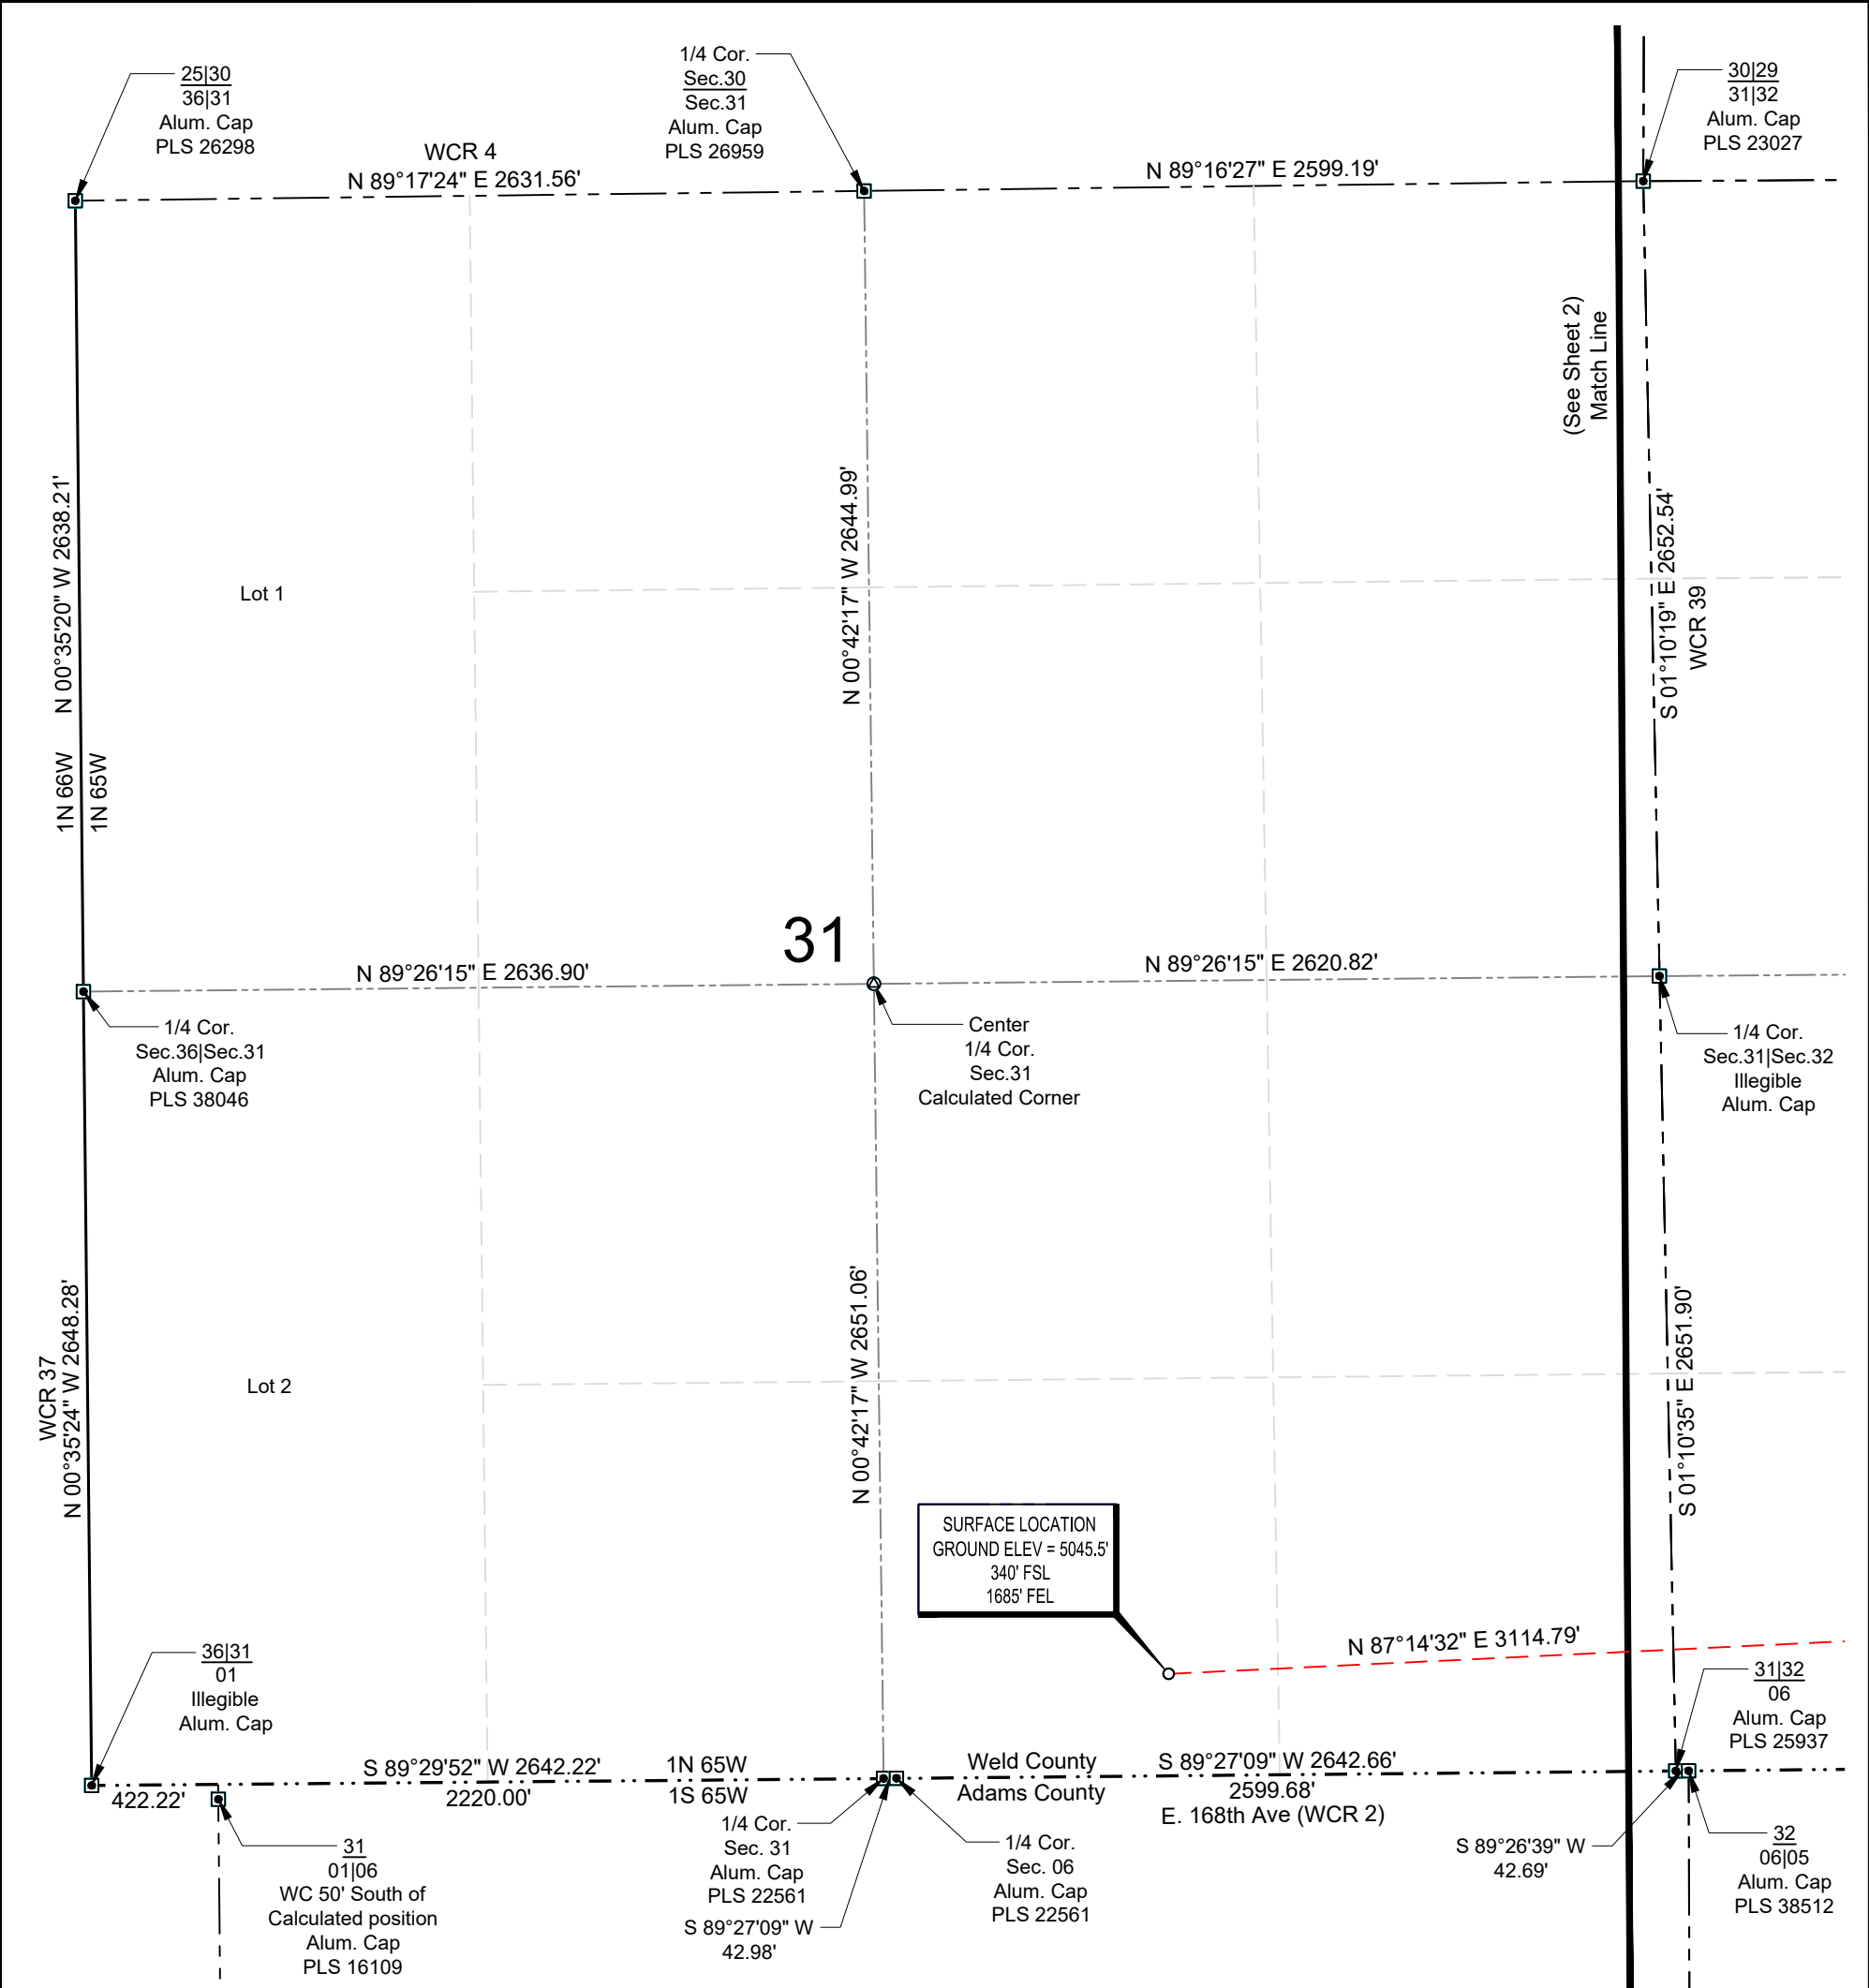 25|30
36|31
Alum. Cap
PLS 26298
1/4 Cor.
Sec.30
Sec.31
Alum. Cap
PLS 26959
30|29
31|32
Alum. Cap
PLS 23027
WCR 4
N 89°17'24" E 2631.56'
N 89°16'27" E 2599.19'
(See Sheet 2)
Match Line
N 00°35'20" W 2638.21'
N 00°42'17" W 2644.99'
S 01°10'19" E 2652.54'
WCR 39
Lot 1
1N 66W
1N 65W
31
N 89°26'15" E 2636.90'
N 89°26'15" E 2620.82'
1/4 Cor.
Sec.36|Sec.31
Alum. Cap
PLS 38046
Center
1/4 Cor.
Sec.31
Calculated Corner
1/4 Cor.
Sec.31|Sec.32
Illegible
Alum. Cap
WCR 37
N 00°35'24" W 2648.28'
Lot 2
N 00°42'17" W 2651.06'
S 01°10'35" E 2651.90'
SURFACE LOCATION
GROUND ELEV = 5045.5'
340' FSL
1685' FEL
N 87°14'32" E 3114.79'
36|31
01
Illegible
Alum. Cap
31|32
06
Alum. Cap
PLS 25937
S 89°29'52" W 2642.22'
1N 65W
Weld County
S 89°27'09" W 2642.66'
422.22'
2220.00'
1S 65W
Adams County
2599.68'
E. 168th Ave (WCR 2)
31
01|06
WC 50' South of
Calculated position
Alum. Cap
PLS 16109
1/4 Cor.
Sec. 31
Alum. Cap
PLS 22561
S 89°27'09" W
42.98'
1/4 Cor.
Sec. 06
Alum. Cap
PLS 22561
S 89°26'39" W
42.69'
32
06|05
Alum. Cap
PLS 38512